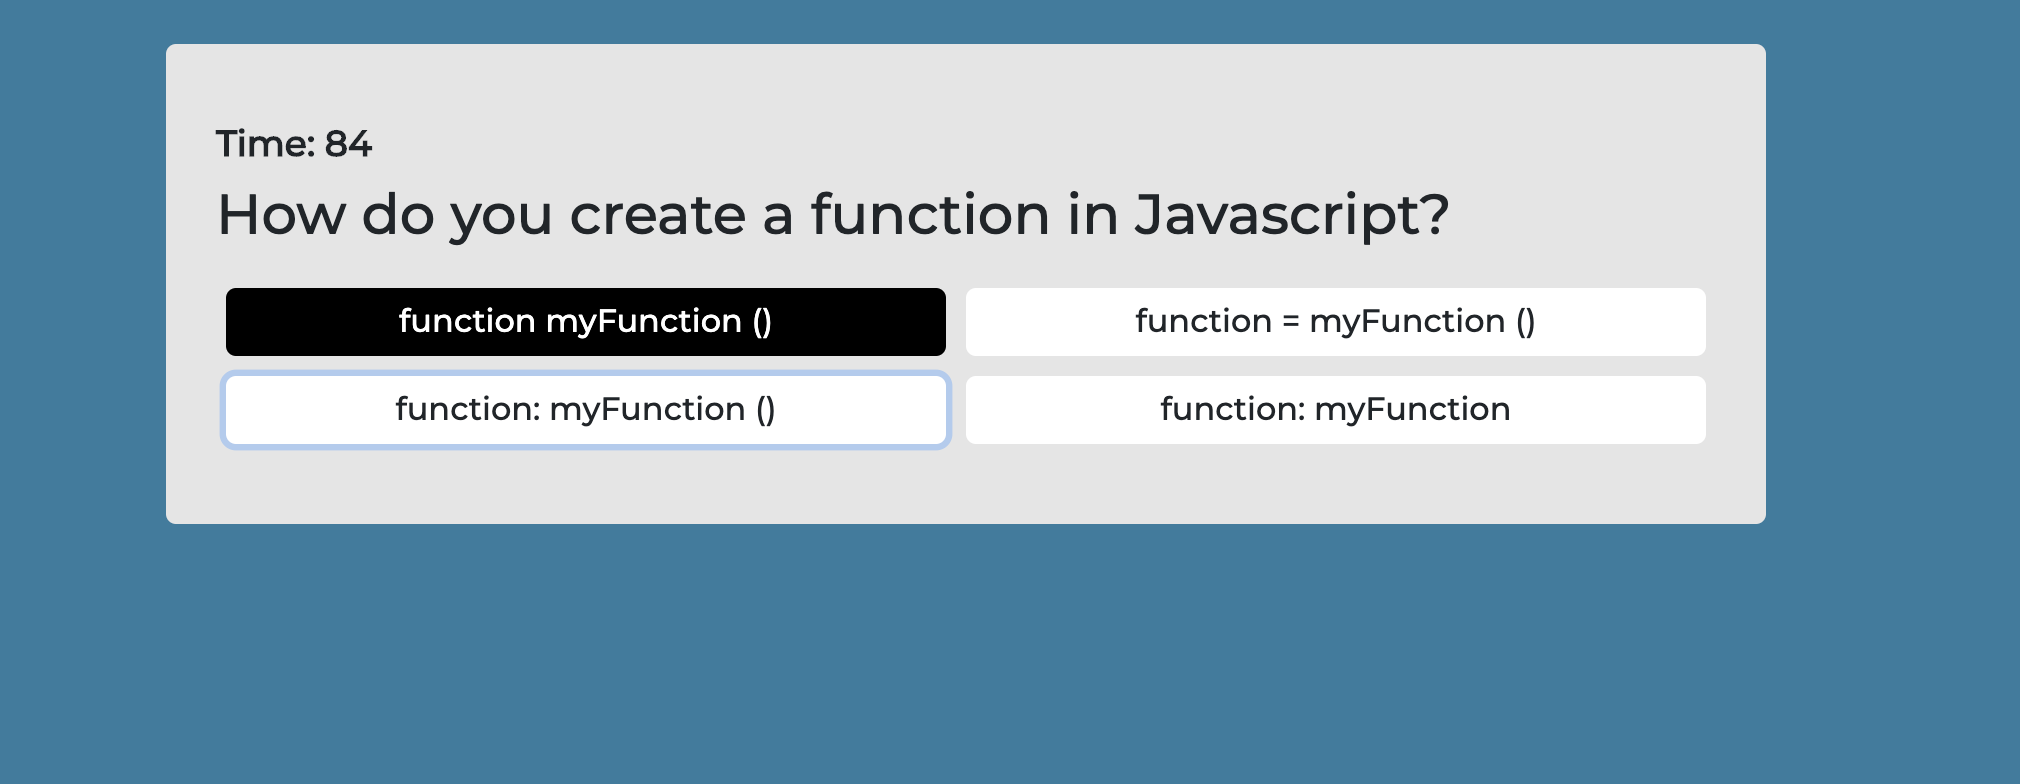 Time: 84
How do you create a function in Javascript?
function myFunction ()
function = myFunction ()
function: myFunction ()
function: myFunction